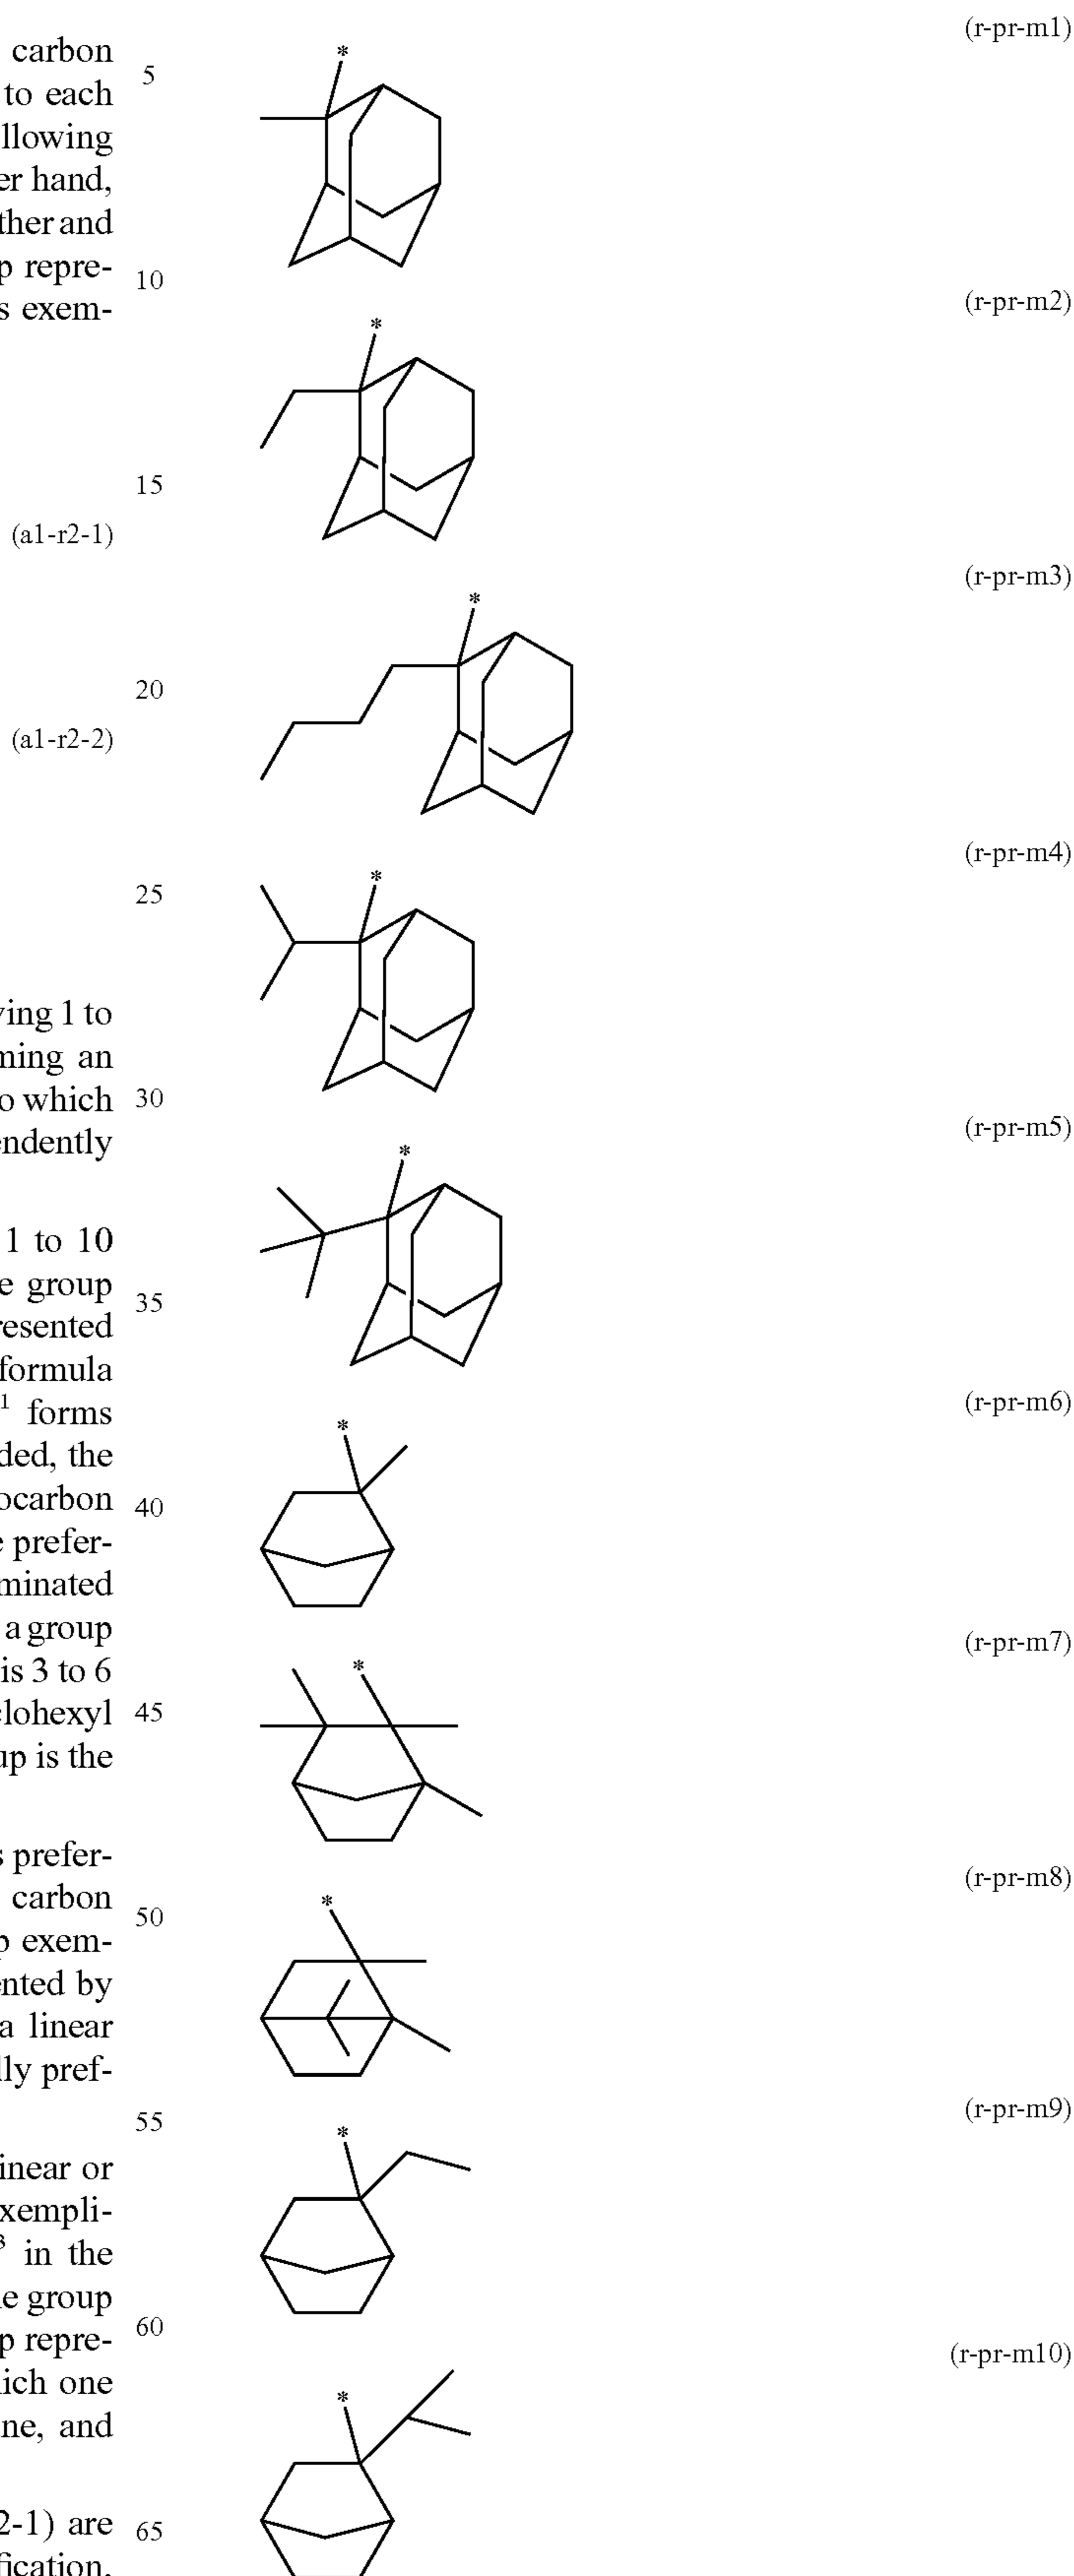 carbon
to each
llowing
er hand,
ther and
p repre-
s exem-
(a1-r2-1)
(a1-r2-2)
ving 1 to
ming an
o which
endently
1 to 10
e group
resented
formula
1 forms
ded, the
ocarbon
e prefer-
minated
a group
is 3 to 6
clohexyl
up is the
s prefer-
carbon
p exem-
ented by
a linear
lly pref-
inear or
xempli-
3 in the
e group
p repre-
ich one
ne, and
2-1) are
fication,
5
10
15
20
25
30
35
40
45
50
55
60
65
(r-pr-m1)
*
(r-pr-m2)
*
(r-pr-m3)
*
(r-pr-m4)
*
(r-pr-m5)
*
(r-pr-m6)
*
(r-pr-m7)
*
(r-pr-m8)
*
(r-pr-m9)
*
(r-pr-m10)
*